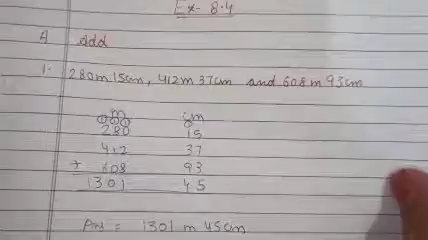 Ex- 8.4
A add
1- 280m 15cm, 412m 37cm and 608m 93cm
m cm
280 15
412 37
+ 608 93
1301 45
Ans = 1301 m 45cm